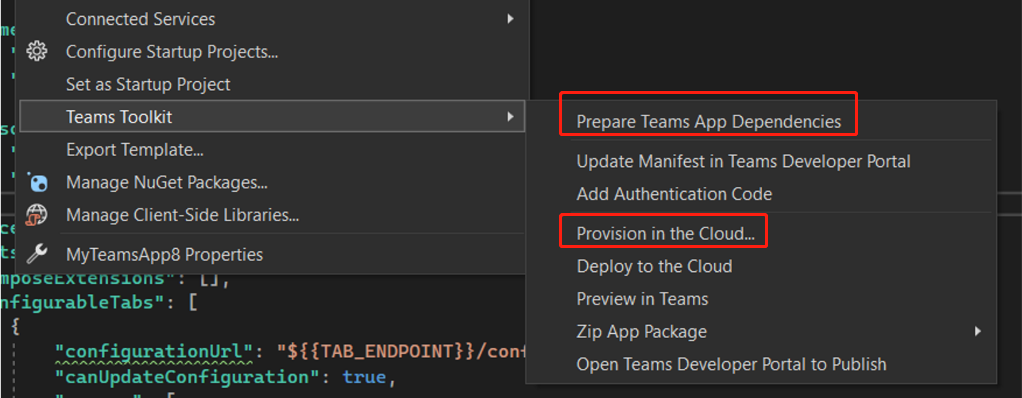 Connected Services
Configure Startup Projects...
Set as Startup Project
Teams Toolkit
Export Template...
Manage NuGet Packages...
Manage Client-Side Libraries...
MyTeamsApp8 Properties
Prepare Teams App Dependencies
Update Manifest in Teams Developer Portal
Add Authentication Code
Provision in the Cloud...
Deploy to the Cloud
Preview in Teams
Zip App Package
Open Teams Developer Portal to Publish
mposeExtensions": [],
nfigurableTabs": [
{
"configurationUrl": "${{TAB_ENDPOINT}}/conf
"canUpdateConfiguration": true,